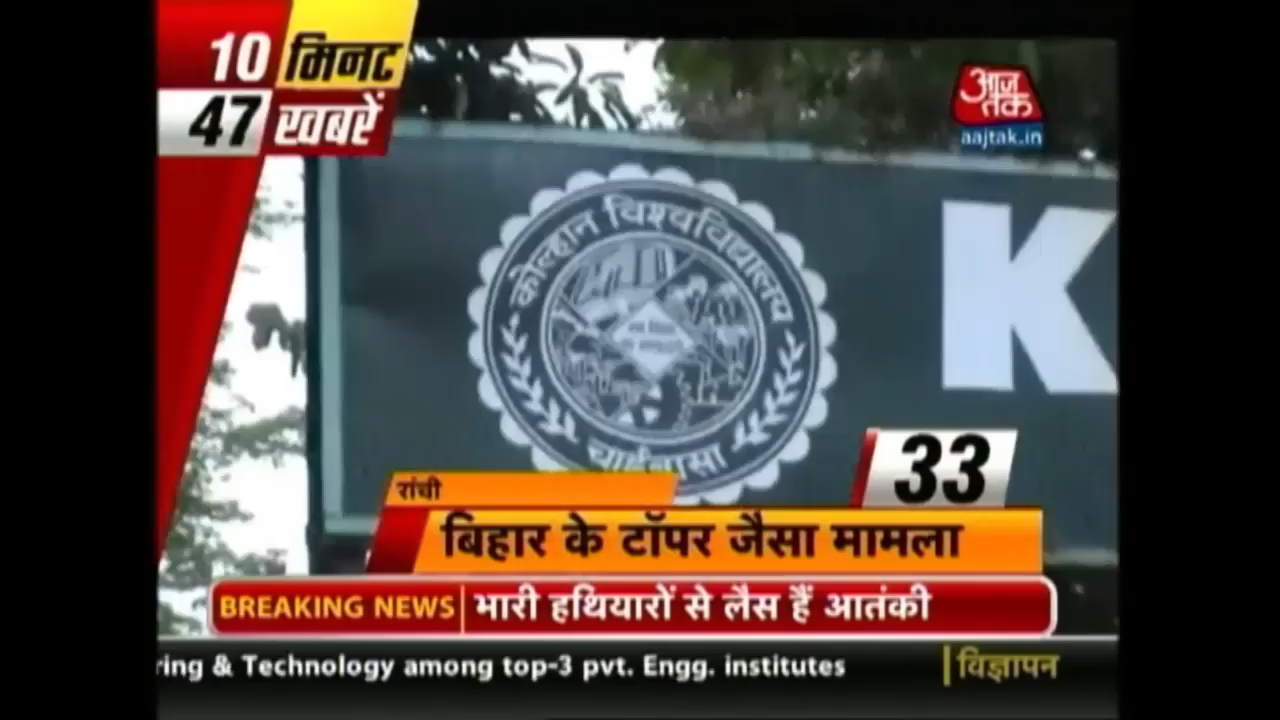 10 मिनट
47 खबरें
आज तक
aajtak.in
कोल्हान विश्वविद्यालय
चाईबासा
K
33
रांची
बिहार के टॉपर जैसा मामला
BREAKING NEWS भारी हथियारों से लैस हैं आतंकी
ring & Technology among top-3 pvt. Engg. institutes विज्ञापन